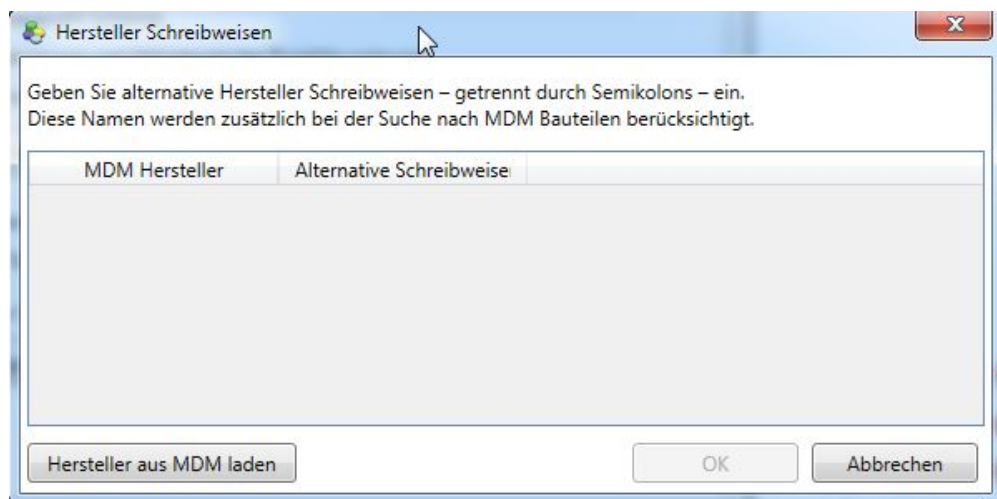 Hersteller Schreibweisen
Geben Sie alternative Hersteller Schreibweisen – getrennt durch Semikolons – ein.
Diese Namen werden zusätzlich bei der Suche nach MDM Bauteilen berücksichtigt.
MDM Hersteller Alternative Schreibweise
Hersteller aus MDM laden OK Abbrechen